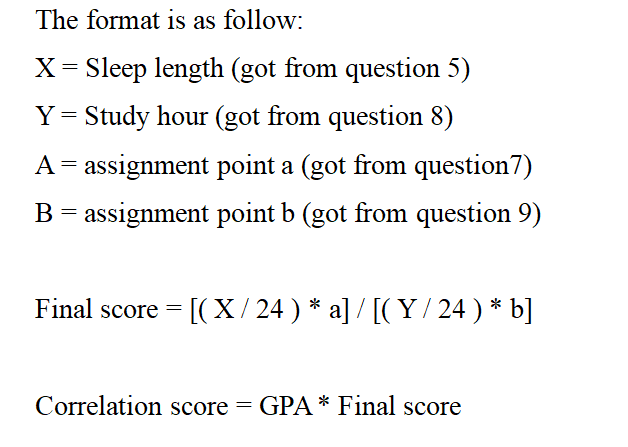 The format is as follow:
X = Sleep length (got from question 5)
Y = Study hour (got from question 8)
A = assignment point a (got from question7)
B = assignment point b (got from question 9)
Final score = [( X / 24 ) * a] / [( Y / 24 ) * b]
Correlation score = GPA * Final score